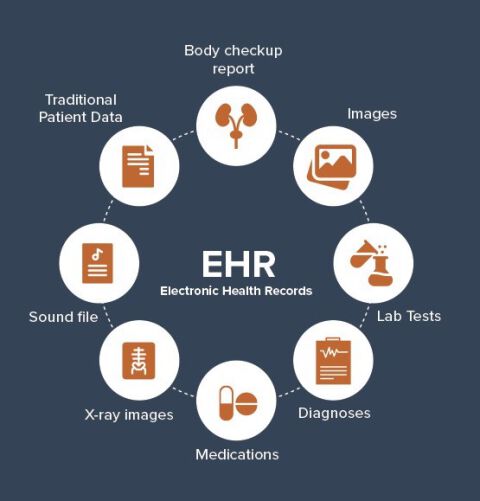 Body checkup
report
Traditional
Patient Data
Images
EHR
Electronic Health Records
Sound file
Lab Tests
X-ray images
Diagnoses
Medications